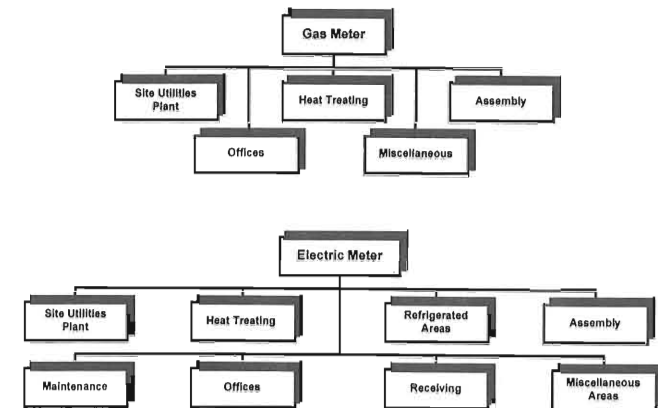 Gas Meter
Site Utilities
Plant
Heat Treating
Assembly
Offices
Miscellaneous
Electric Meter
Site Utilities
Plant
Heat Treating
Refrigerated
Areas
Assembly
Maintenance
Offices
Receiving
Miscellaneous
Areas